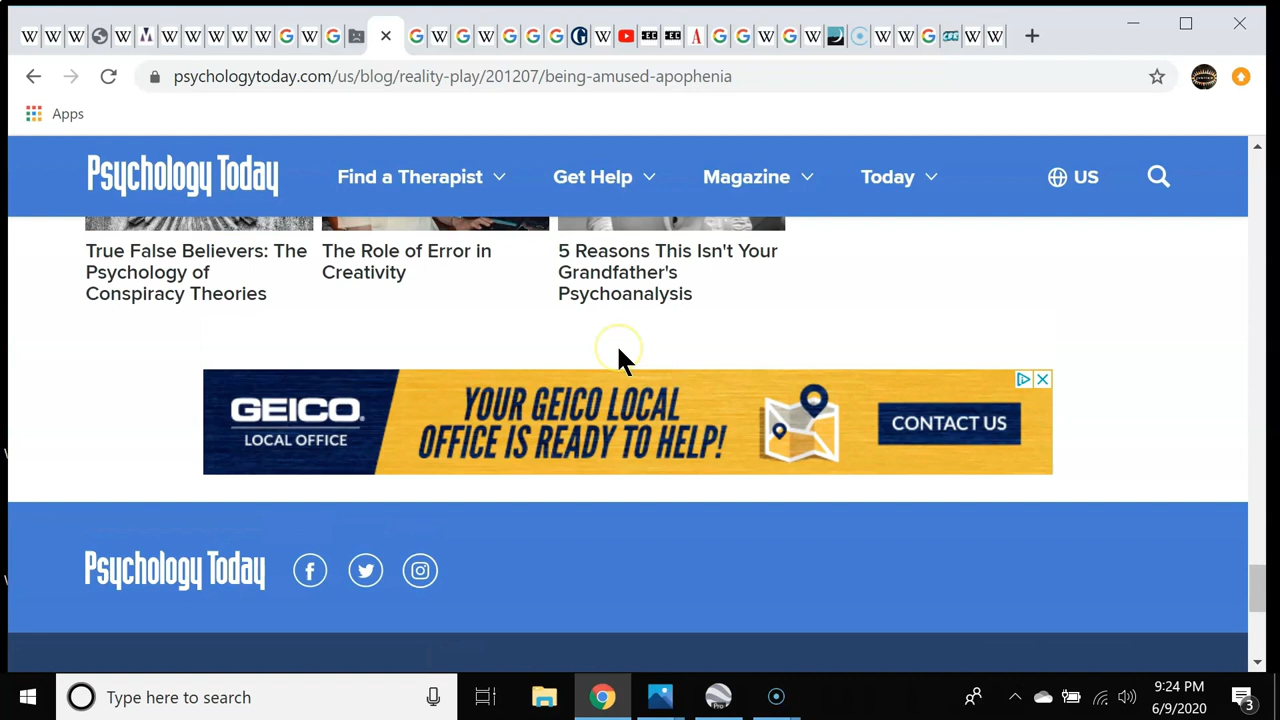 psychologytoday.com/us/blog/reality-play/201207/being-amused-apophenia
Apps
Psychology Today
Find a Therapist
Get Help
Magazine
Today
US
True False Believers: The
Psychology of
Conspiracy Theories
The Role of Error in
Creativity
5 Reasons This Isn't Your
Grandfather's
Psychoanalysis
GEICO
LOCAL OFFICE
YOUR GEICO LOCAL
OFFICE IS READY TO HELP!
CONTACT US
Psychology Today
Type here to search
9:24 PM
6/9/2020
3